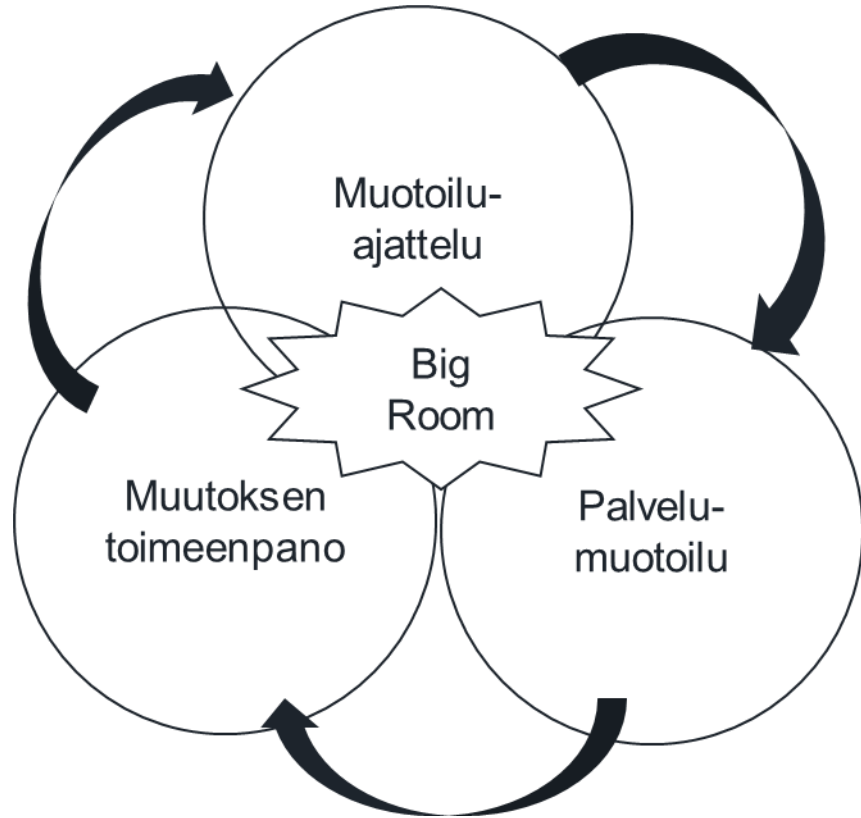 Muotoilu-
ajattelu
Big
Room
Muutoksen
toimeenpano
Palvelu-
muotoilu